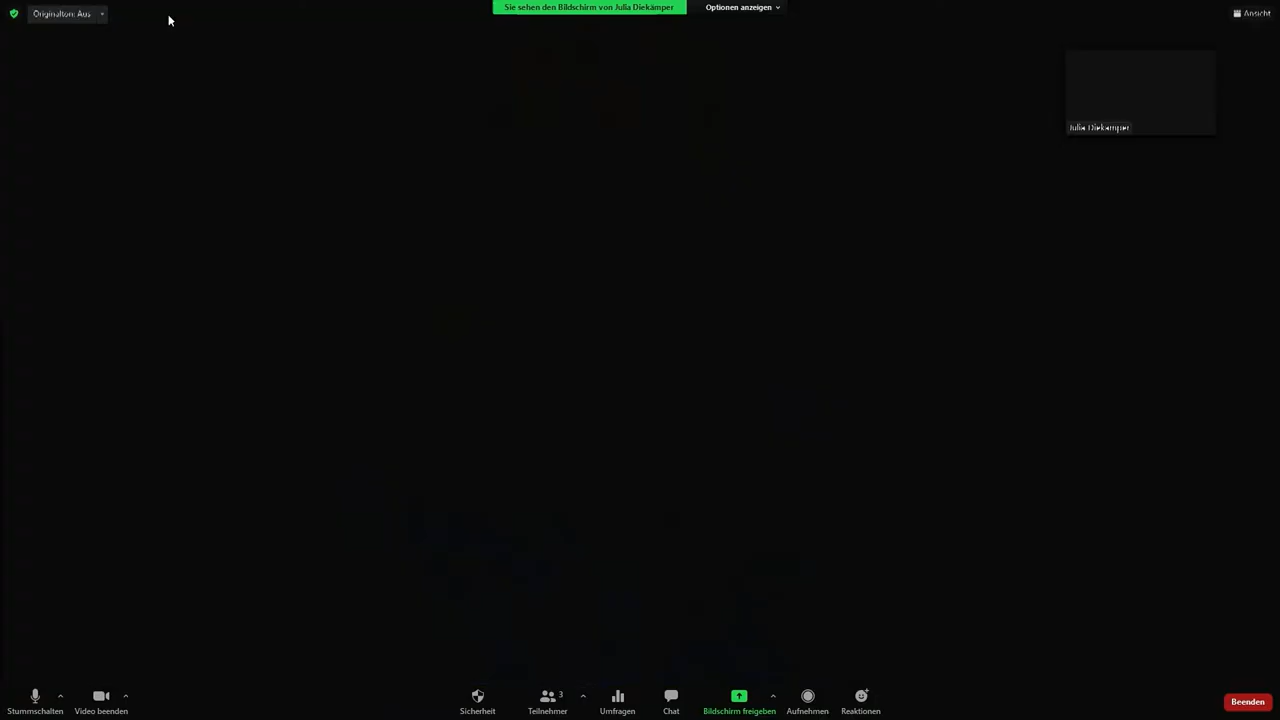 Originalton: Aus
Sie sehen den Bildschirm von Julia Diekämper
Optionen anzeigen
Ansicht
Julia Diekämper
Stummschalten
Video beenden
Sicherheit
3
Teilnehmer
Umfragen
Chat
Bildschirm freigeben
Aufnehmen
Reaktionen
Beenden